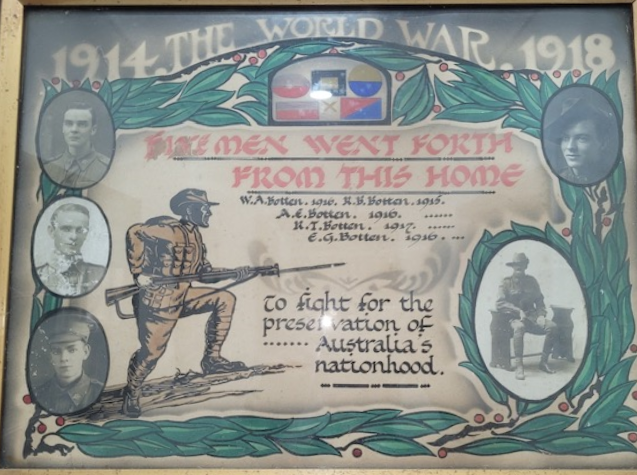 1914. THE WORLD WAR. 1918
FIVE MEN WENT FORTH
FROM THIS HOME
W.A.Botten. 1916. R.B.Botten. 1915.
A.E.Botten. 1916. ......
R.T.Botten. 1917. ......
E.G.Botten. 1916. ...
To fight for the
preservation of
....... Australia's
nationhood.